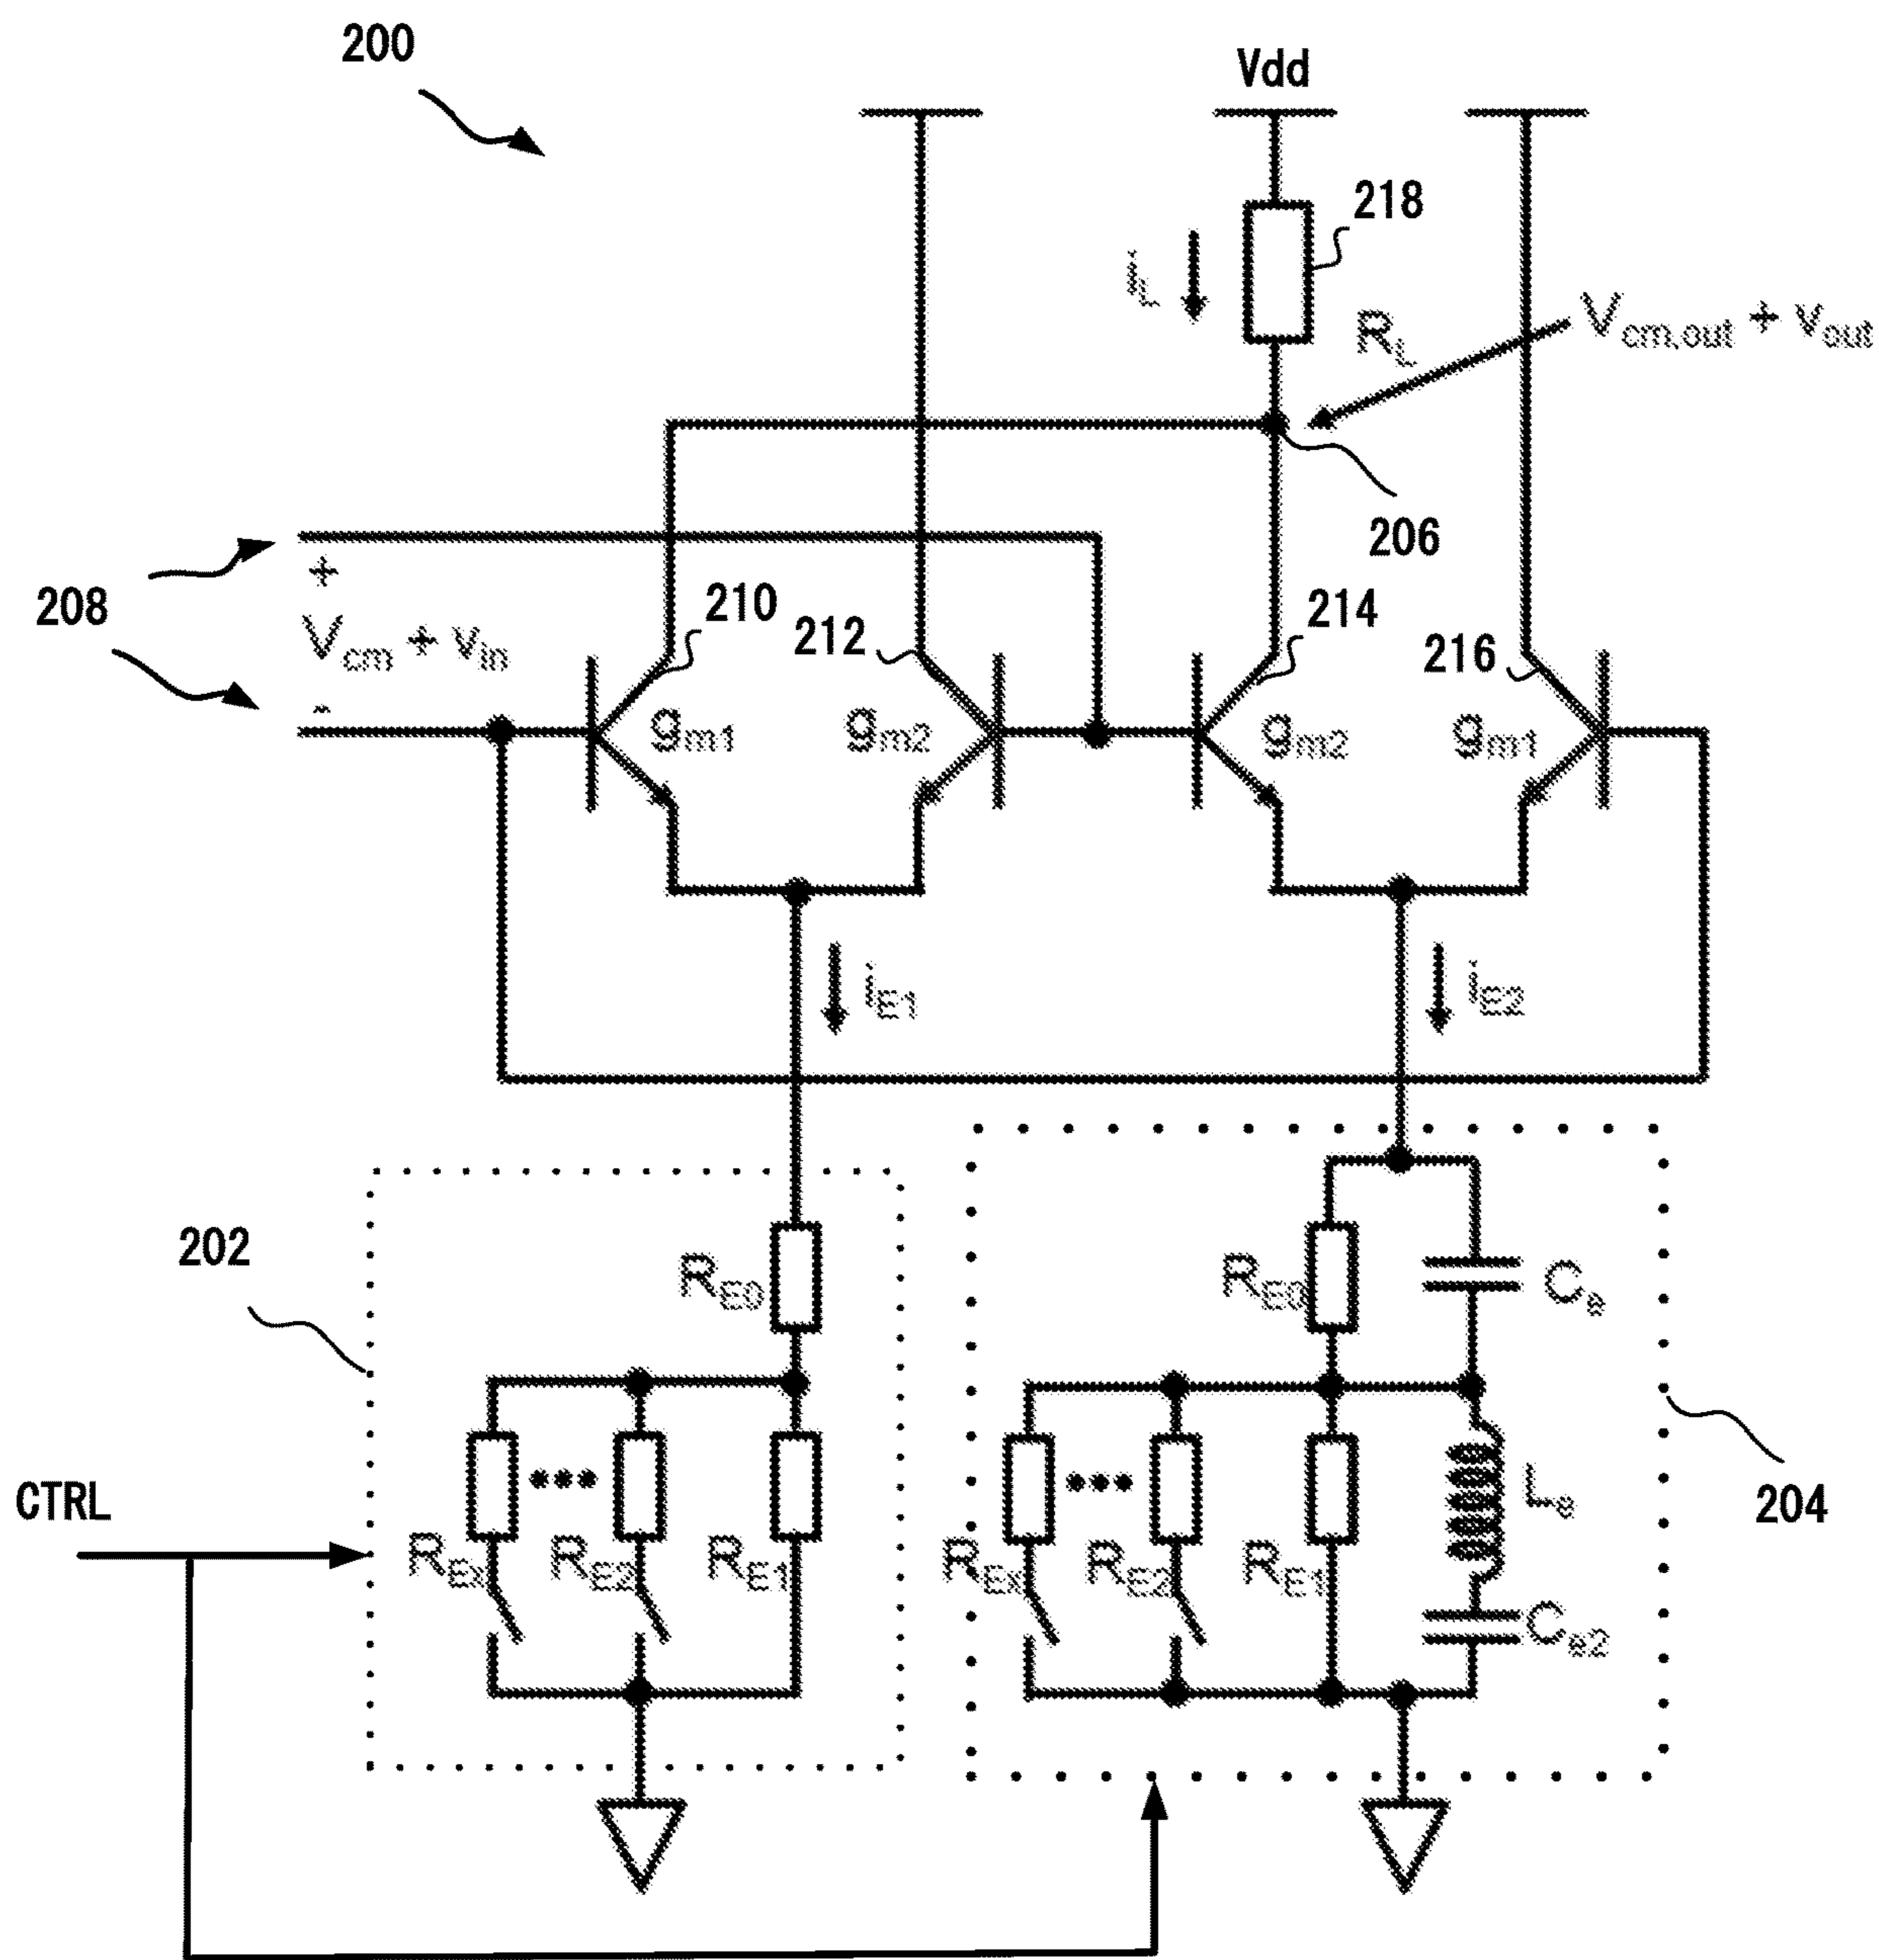 200
Vdd
218
iL
RL
Vcm,out + vout
206
208
+
Vcm + vin
-
210
212
214
216
gm1
gm2
gm2
gm1
iE1
iE2
202
RE0
RE0
Ce
CTRL
REx
RE2
RE1
REx
RE2
RE1
Le
Ce2
204